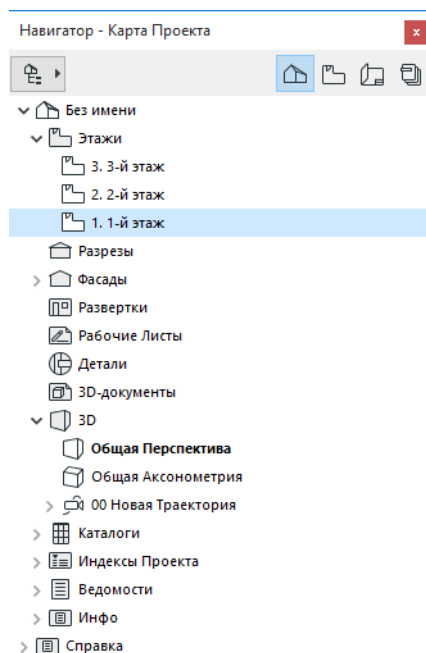 Навигатор - Карта Проекта
Без имени
Этажи
3. 3-й этаж
2. 2-й этаж
1. 1-й этаж
Разрезы
Фасады
Развертки
Рабочие Листы
Детали
3D-документы
3D
Общая Перспектива
Общая Аксонометрия
00 Новая Траектория
Каталоги
Индексы Проекта
Ведомости
Инфо
Справка